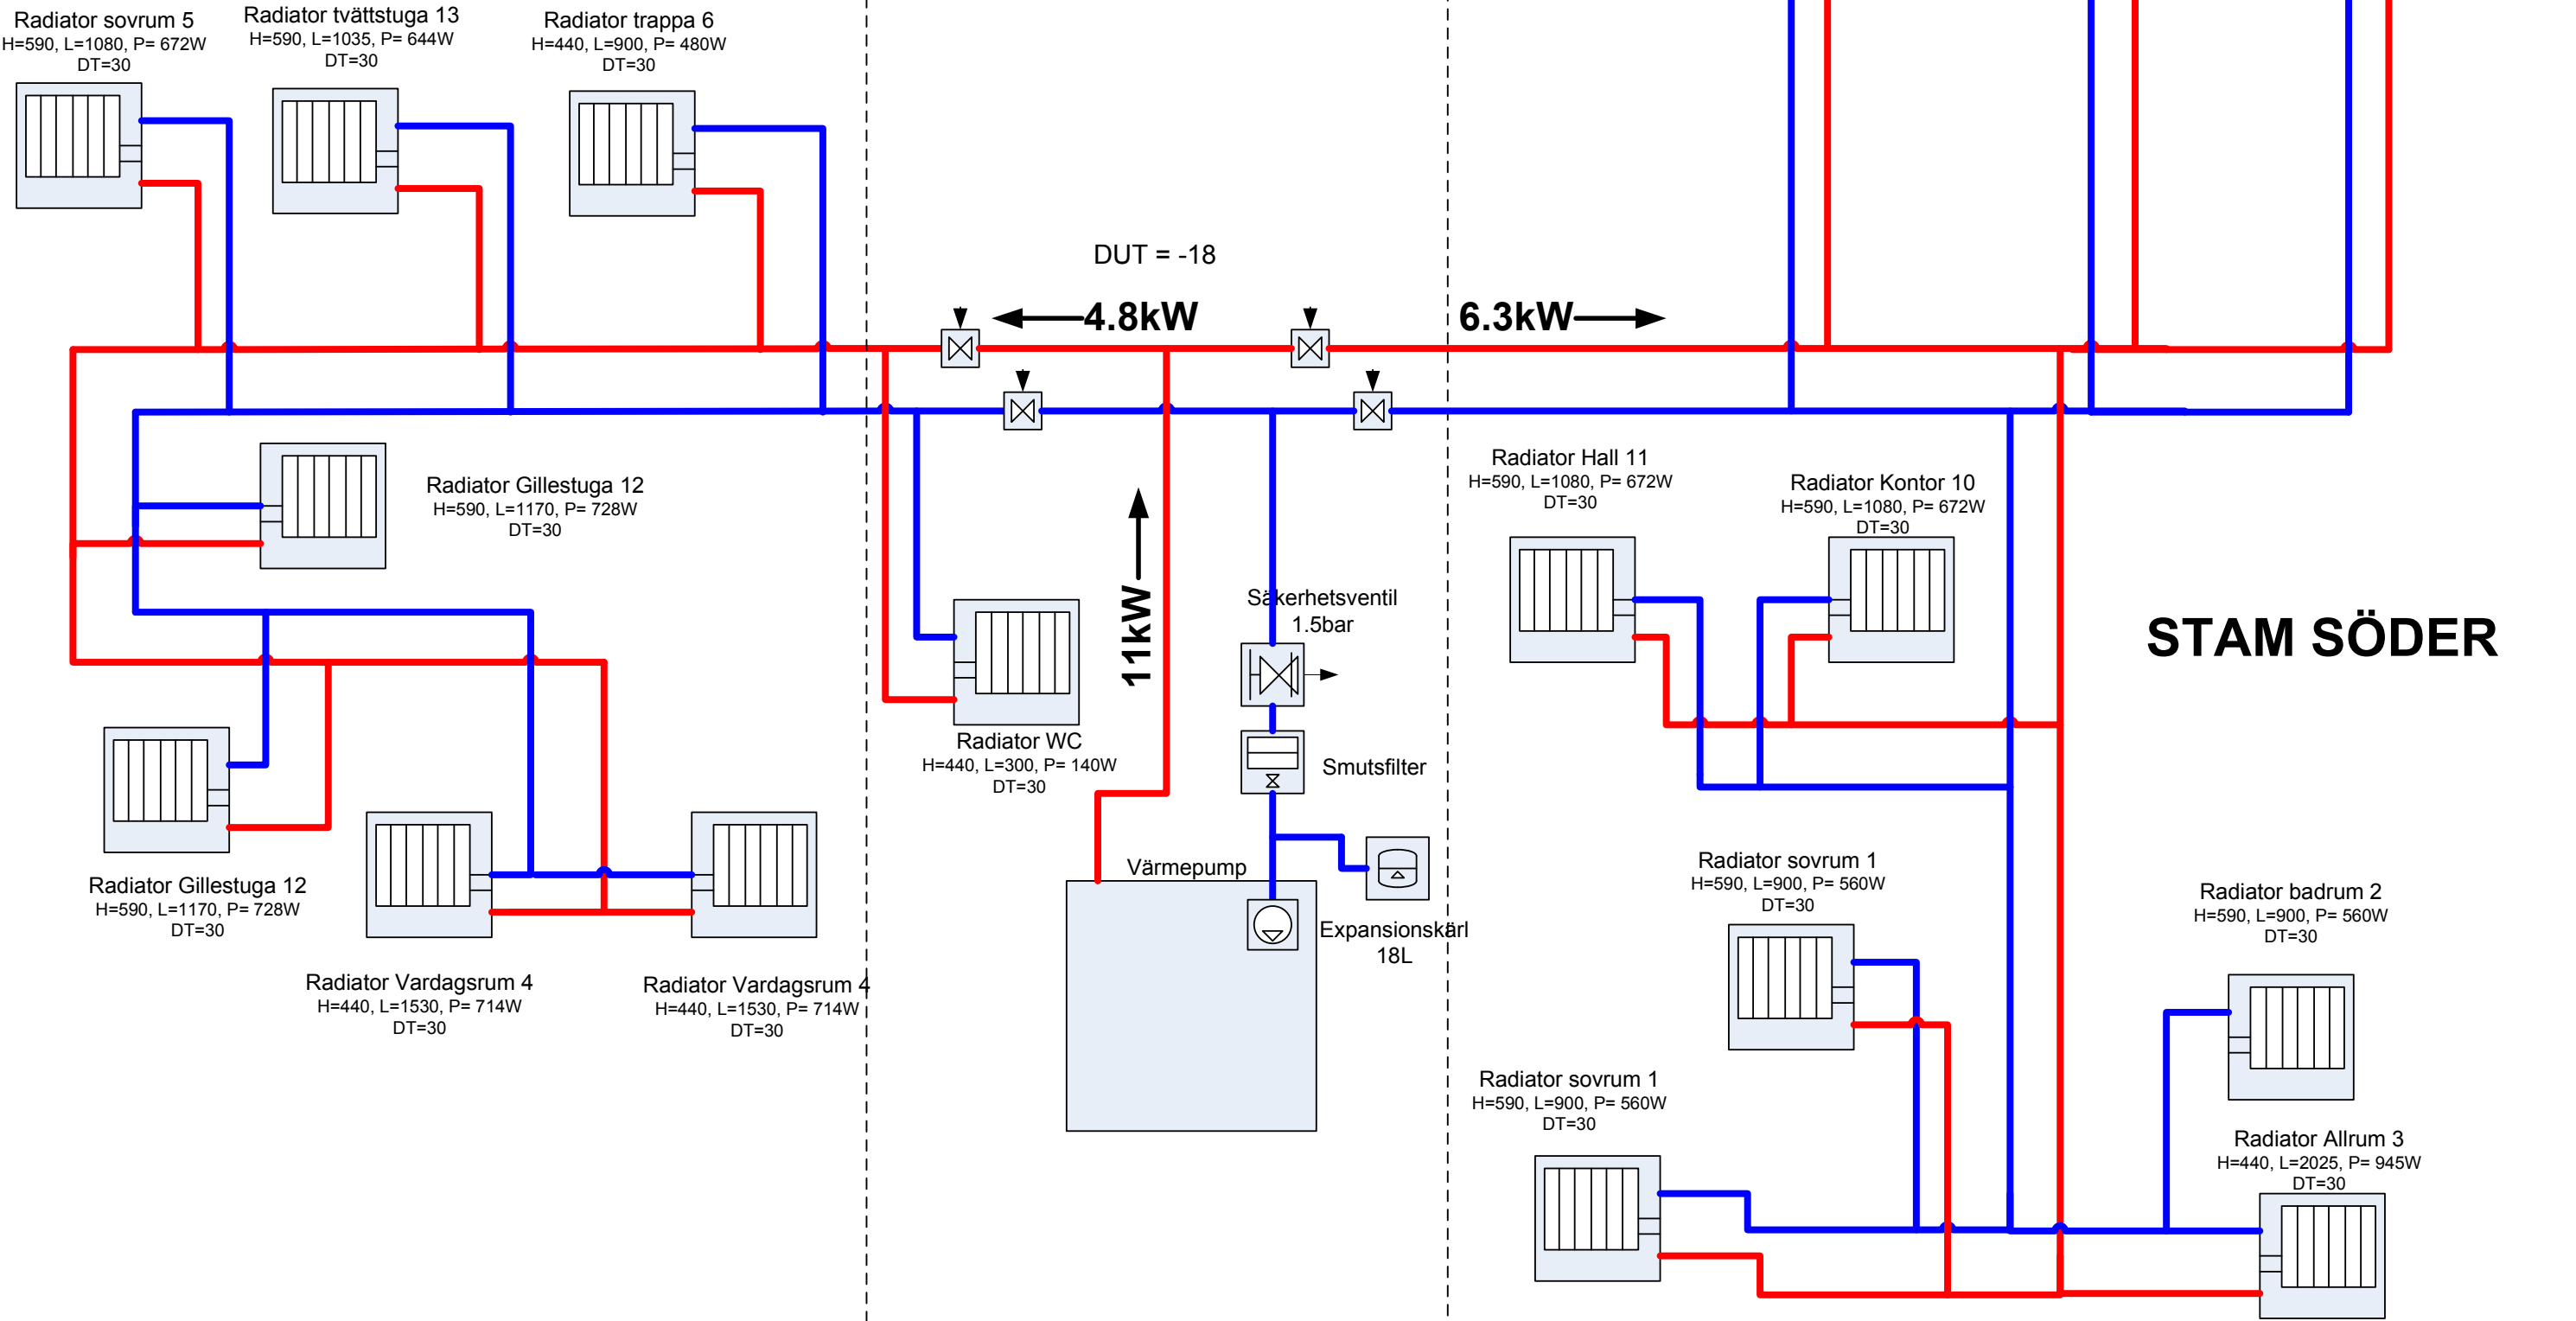 Radiator sovrum 5
H=590, L=1080, P= 672W
DT=30
Radiator tvättstuga 13
H=590, L=1035, P= 644W
DT=30
Radiator trappa 6
H=440, L=900, P= 480W
DT=30
DUT = -18
4.8kW
6.3kW
Radiator Gillestuga 12
H=590, L=1170, P= 728W
DT=30
Radiator Hall 11
H=590, L=1080, P= 672W
DT=30
Radiator Kontor 10
H=590, L=1080, P= 672W
DT=30
11kW
Säkerhetsventil
1.5bar
STAM SÖDER
Radiator WC
H=440, L=300, P= 140W
DT=30
Smutsfilter
Värmepump
Expansionskärl
18L
Radiator Gillestuga 12
H=590, L=1170, P= 728W
DT=30
Radiator Vardagsrum 4
H=440, L=1530, P= 714W
DT=30
Radiator Vardagsrum 4
H=440, L=1530, P= 714W
DT=30
Radiator sovrum 1
H=590, L=900, P= 560W
DT=30
Radiator badrum 2
H=590, L=900, P= 560W
DT=30
Radiator sovrum 1
H=590, L=900, P= 560W
DT=30
Radiator Allrum 3
H=440, L=2025, P= 945W
DT=30